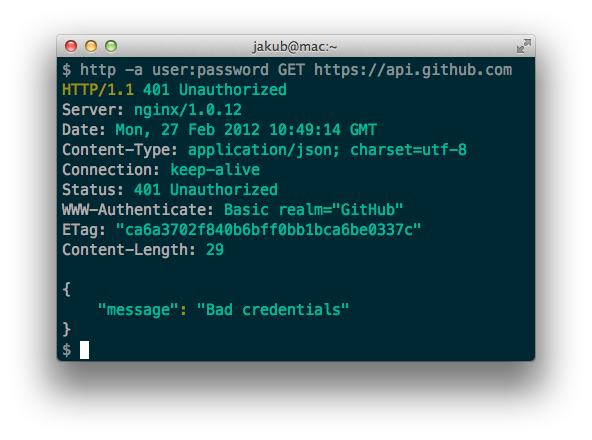 jakub@mac:~
$ http -a user:password GET https://api.github.com
HTTP/1.1 401 Unauthorized
Server: nginx/1.0.12
Date: Mon, 27 Feb 2012 10:49:14 GMT
Content-Type: application/json; charset=utf-8
Connection: keep-alive
Status: 401 Unauthorized
WWW-Authenticate: Basic realm="GitHub"
ETag: "ca6a3702f840b6bff0bb1bca6be0337c"
Content-Length: 29

{
    "message": "Bad credentials"
}
$